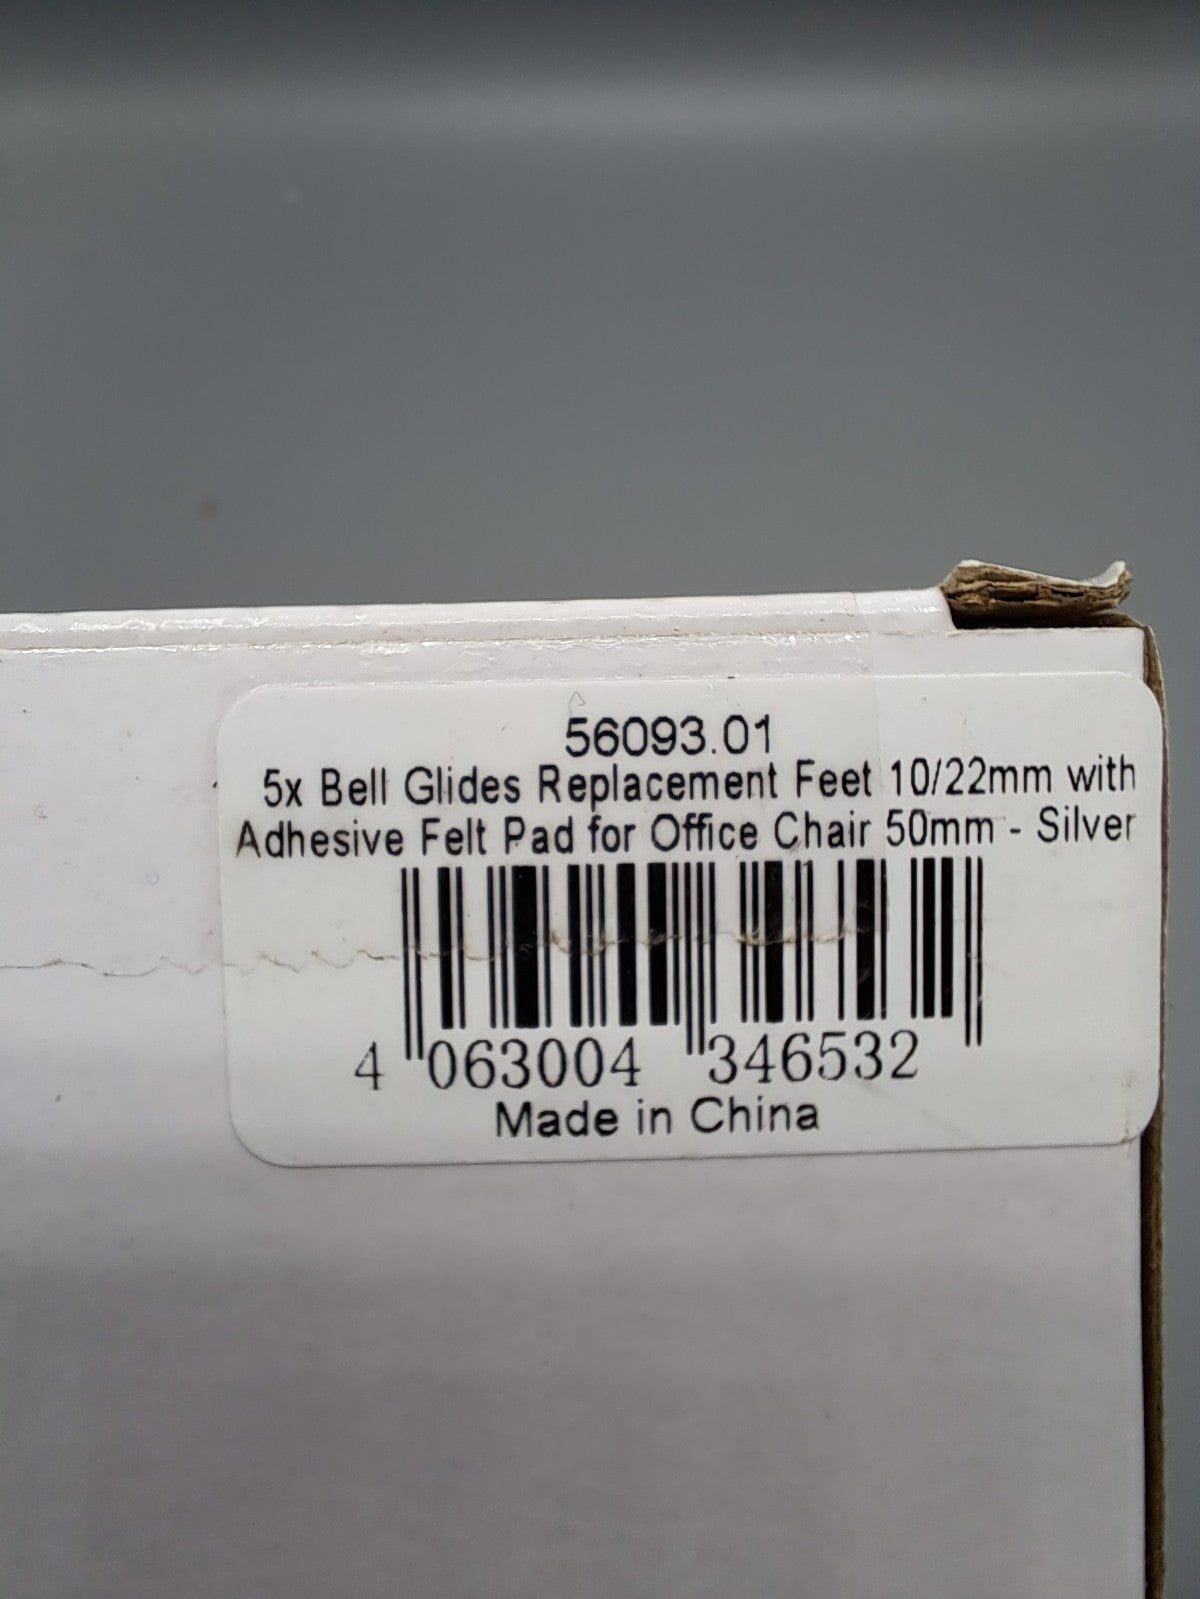 56093.01
5x Bell Glides Replacement Feet 10/22mm with
Adhesive Felt Pad for Office Chair 50mm - Silver
4 063004 346532
Made in China